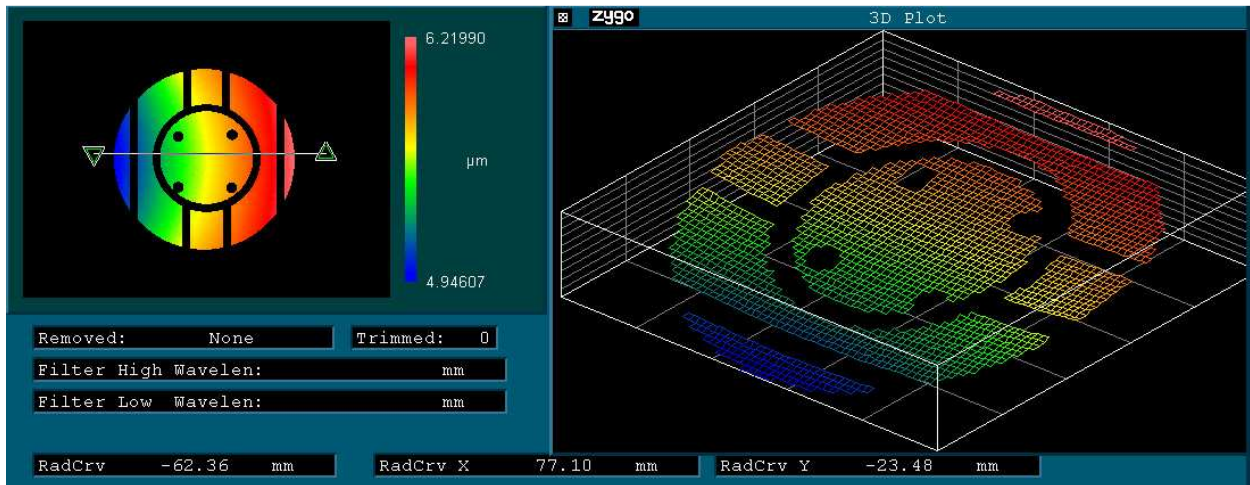 zygo 3D Plot
6.21990
µm
4.94607
Removed: None Trimmed: 0
Filter High Wavelen: mm
Filter Low Wavelen: mm
RadCrv -62.36 mm RadCrv X 77.10 mm RadCrv Y -23.48 mm